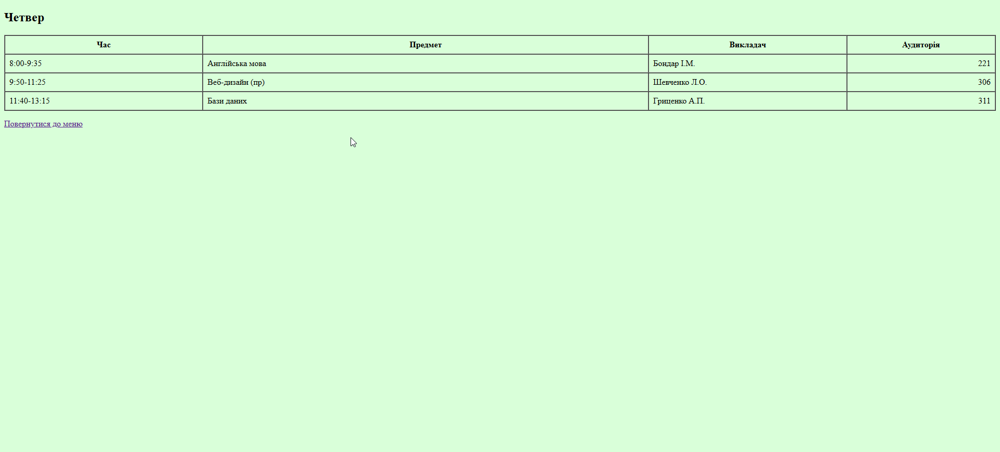 Четвер
Час Предмет Викладач Аудиторія
8:00-9:35 Англійська мова Бондар І.М. 221
9:50-11:25 Веб-дизайн (пр) Шевченко Л.О. 306
11:40-13:15 Бази даних Гриценко А.П. 311
Повернутися до меню